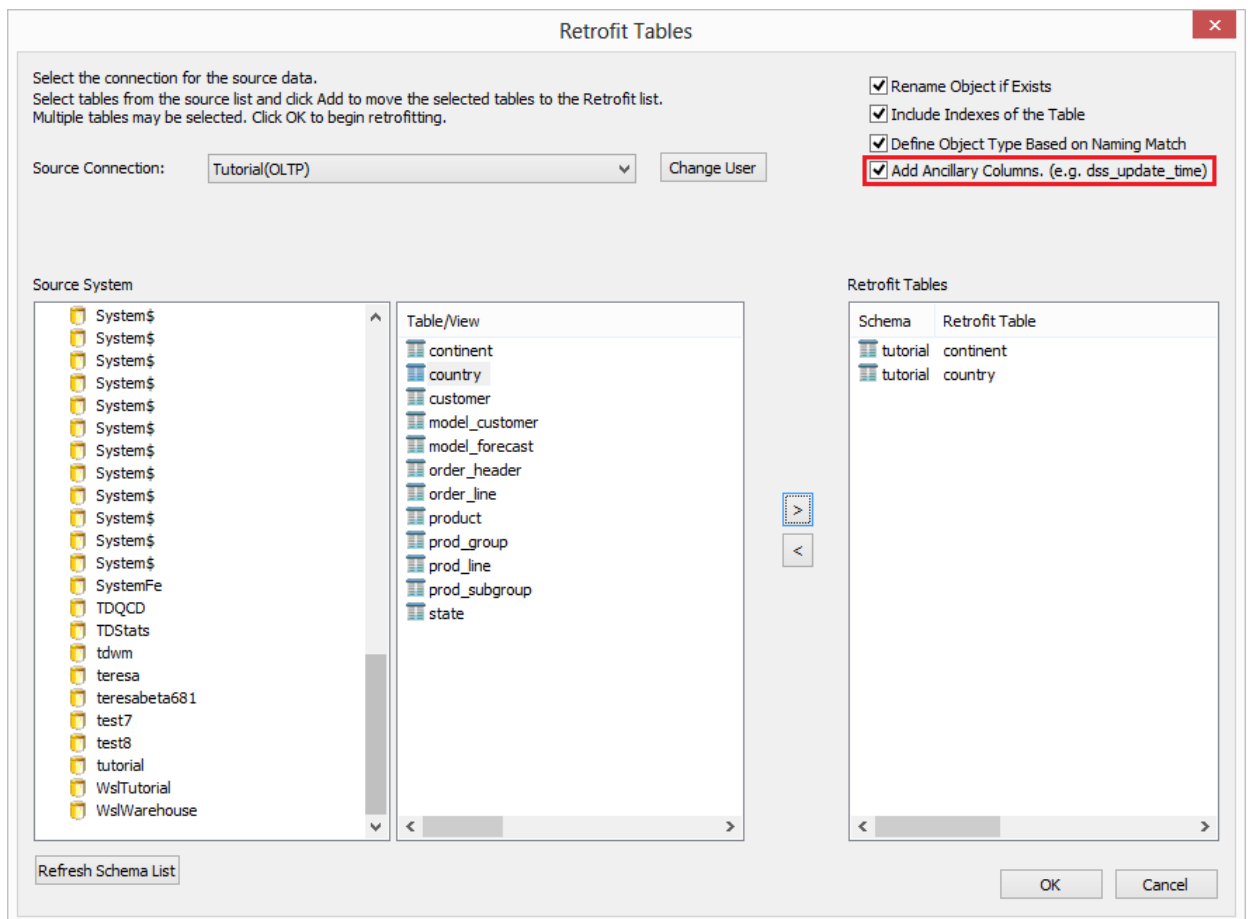 Retrofit Tables
Select the connection for the source data.
Select tables from the source list and click Add to move the selected tables to the Retrofit list.
Multiple tables may be selected. Click OK to begin retrofitting.
Rename Object if Exists
Include Indexes of the Table
Define Object Type Based on Naming Match
Add Ancillary Columns. (e.g. dss_update_time)
Source Connection:
Tutorial(OLTP)
Change User
Source System
System$
System$
System$
System$
System$
System$
System$
System$
System$
System$
System$
System$
SystemFe
TDQCD
TDStats
tdwm
teresa
teresabeta681
test7
test8
tutorial
WslTutorial
WslWarehouse
Table/View
continent
country
customer
model_customer
model_forecast
order_header
order_line
product
prod_group
prod_line
prod_subgroup
state
>
<
Retrofit Tables
Schema Retrofit Table
tutorial continent
tutorial country
Refresh Schema List
OK
Cancel